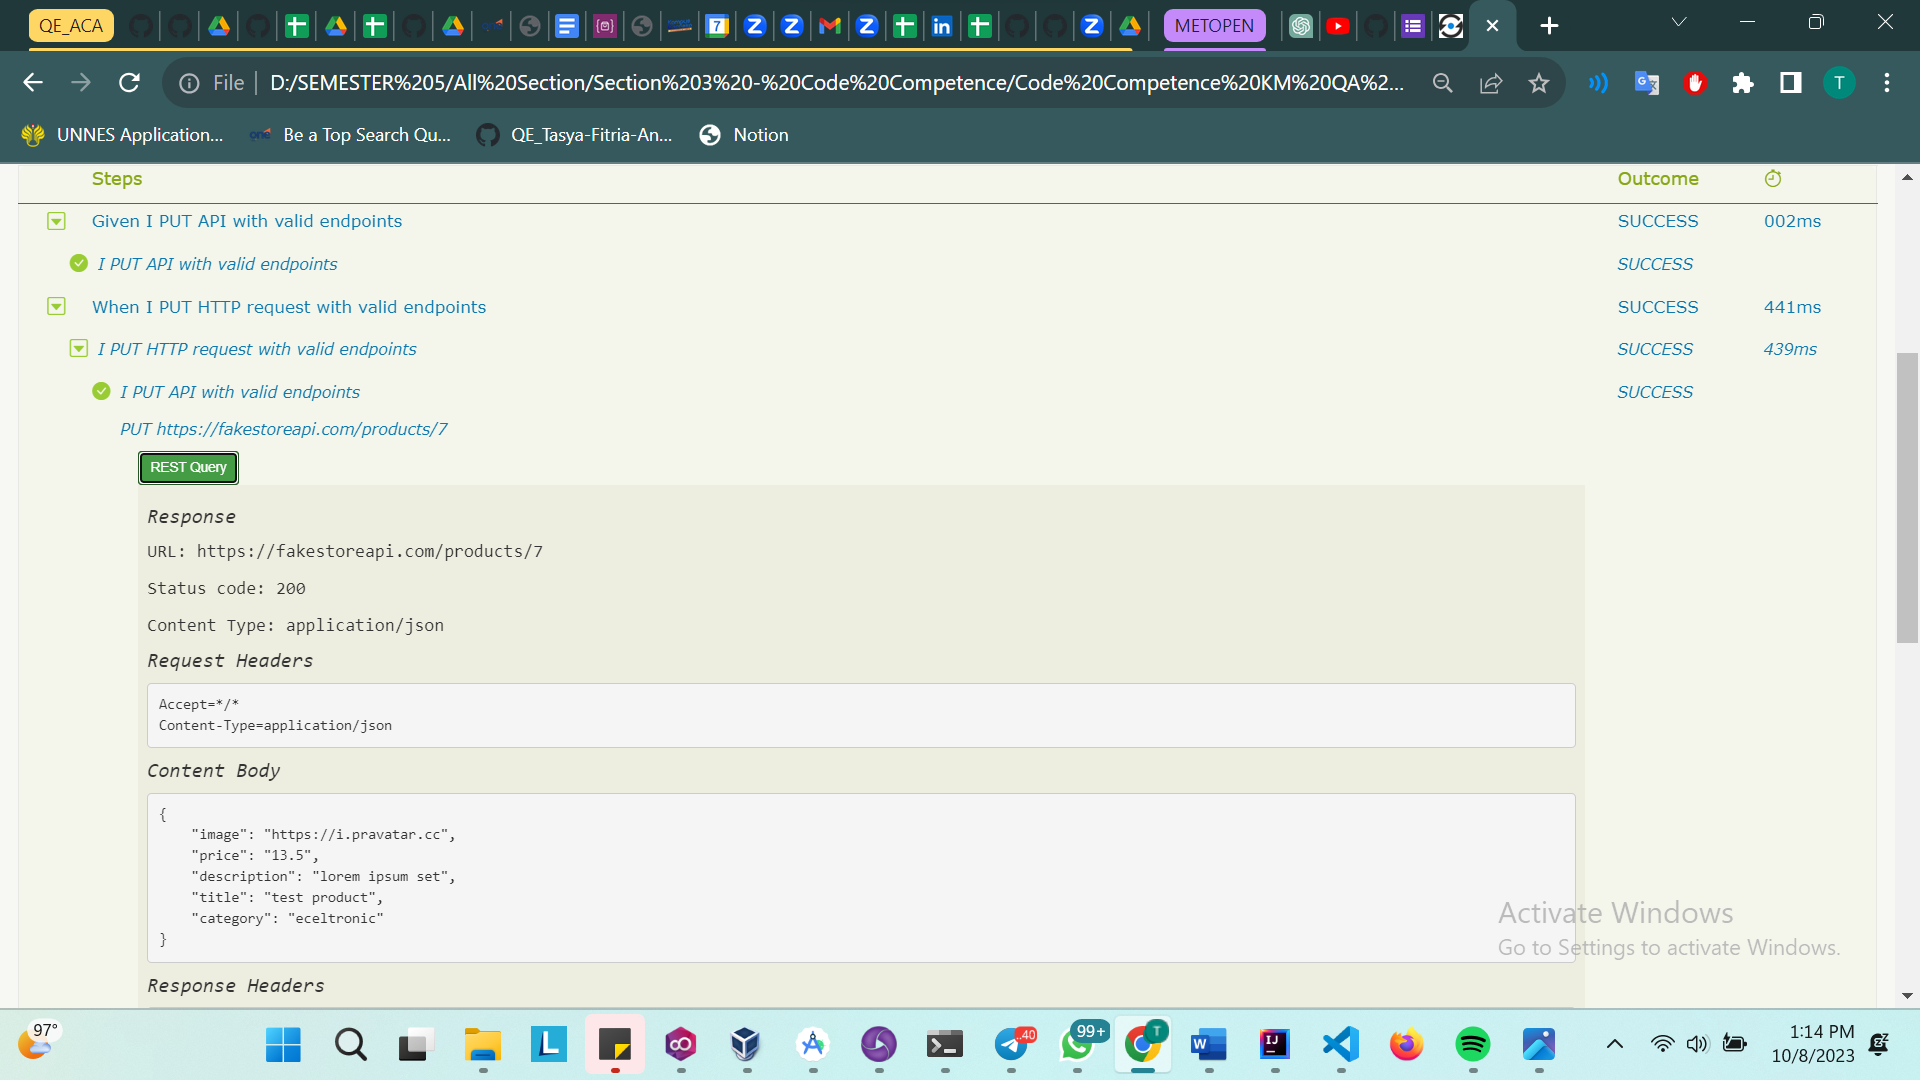 QE_ACA
METOPEN
File
D:/SEMESTER%205/All%20Section/Section%203%20-%20Code%20Competence/Code%20Competence%20KM%20QA%2...
T
UNNES Application...
one
Be a Top Search Qu...
QE_Tasya-Fitria-An...
Notion
Steps Outcome
Given I PUT API with valid endpoints SUCCESS 002ms
I PUT API with valid endpoints SUCCESS
When I PUT HTTP request with valid endpoints SUCCESS 441ms
I PUT HTTP request with valid endpoints SUCCESS 439ms
I PUT API with valid endpoints SUCCESS
PUT https://fakestoreapi.com/products/7
REST Query
Response
URL: https://fakestoreapi.com/products/7
Status code: 200
Content Type: application/json
Request Headers
Accept=*/*
Content-Type=application/json
Content Body
{
"image": "https://i.pravatar.cc",
"price": "13.5",
"description": "lorem ipsum set",
"title": "test product",
"category": "eceltronic"
}
Response Headers
Activate Windows
Go to Settings to activate Windows.
97°
L
40
99+
T
W
IJ
1:14 PM
10/8/2023